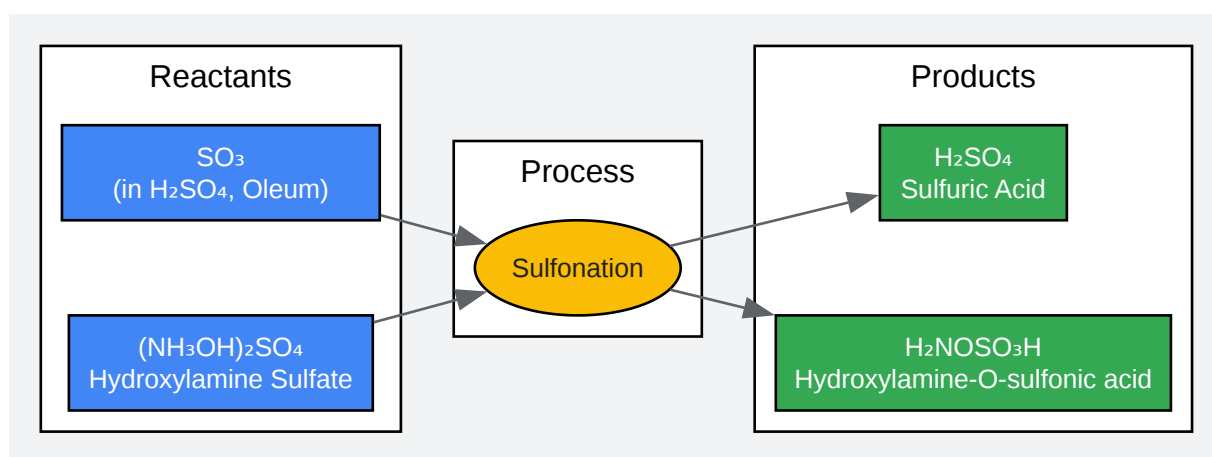 Reactants
SO₃
(in H₂SO₄, Oleum)
(NH₃OH)₂SO₄
Hydroxylamine Sulfate
Process
Sulfonation
Products
H₂SO₄
Sulfuric Acid
H₂NOSO₃H
Hydroxylamine-O-sulfonic acid